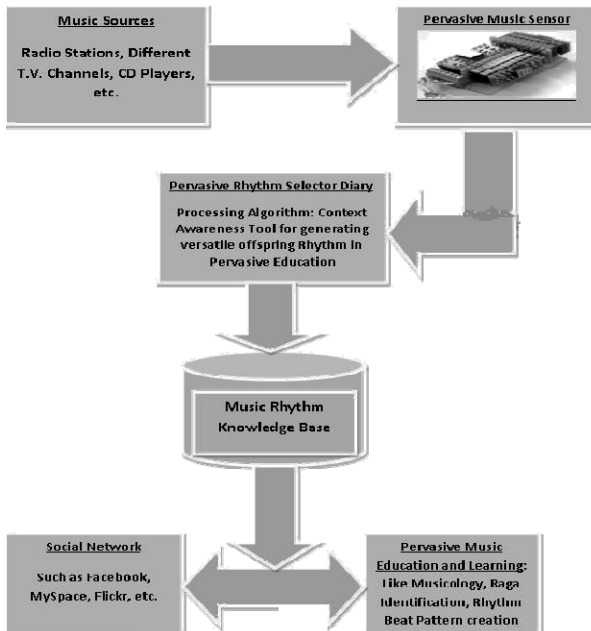 Music Sources
Radio Stations, Different
T.V. Channels, CD Players,
etc.
Pervasive Music Sensor
Pervasive Rhythm Selector Diary
Processing Algorithm: Context
Awareness Tool for generating
versatile offspring Rhythm in
Pervasive Education
Music Rhythm
Knowledge Base
Social Network
Such as Facebook,
MySpace, Flickr, etc.
Pervasive Music
Education and Learning:
Like Musicology, Raga
Identification, Rhythm
Beat Pattern creation